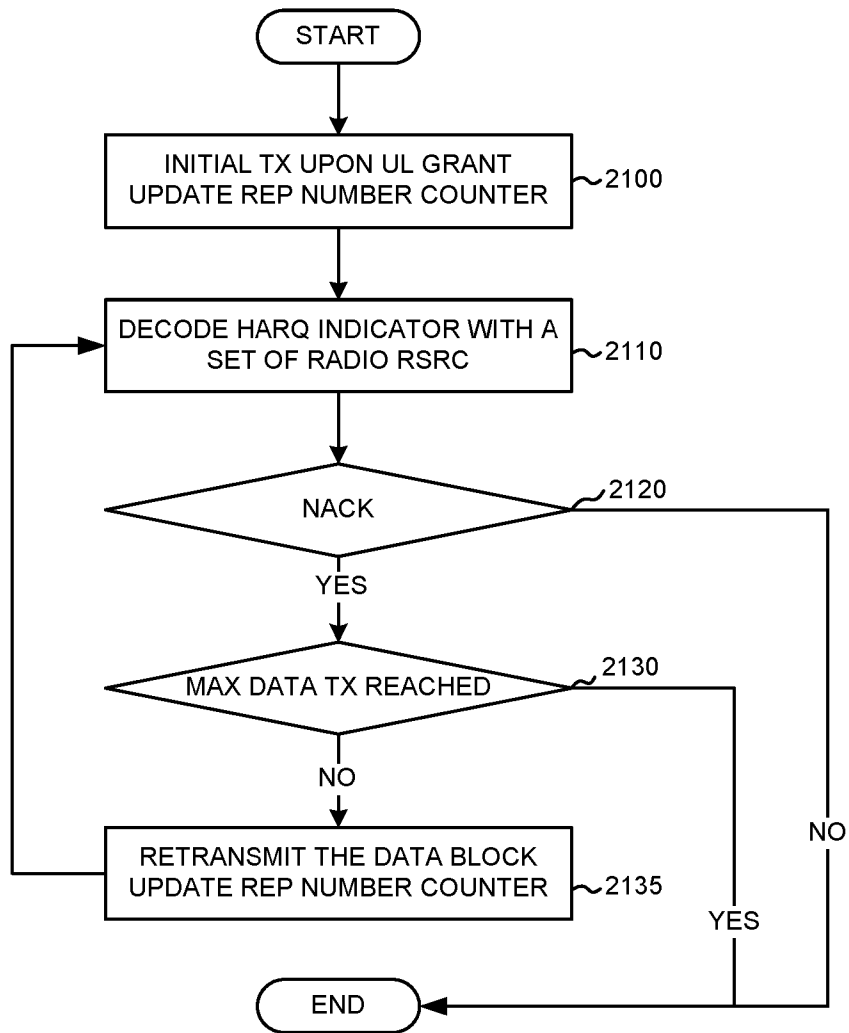 START
INITIAL TX UPON UL GRANT
UPDATE REP NUMBER COUNTER
2100
DECODE HARQ INDICATOR WITH A
SET OF RADIO RSRC
2110
NACK
2120
YES
MAX DATA TX REACHED
2130
NO
RETRANSMIT THE DATA BLOCK
UPDATE REP NUMBER COUNTER
2135
NO
YES
END